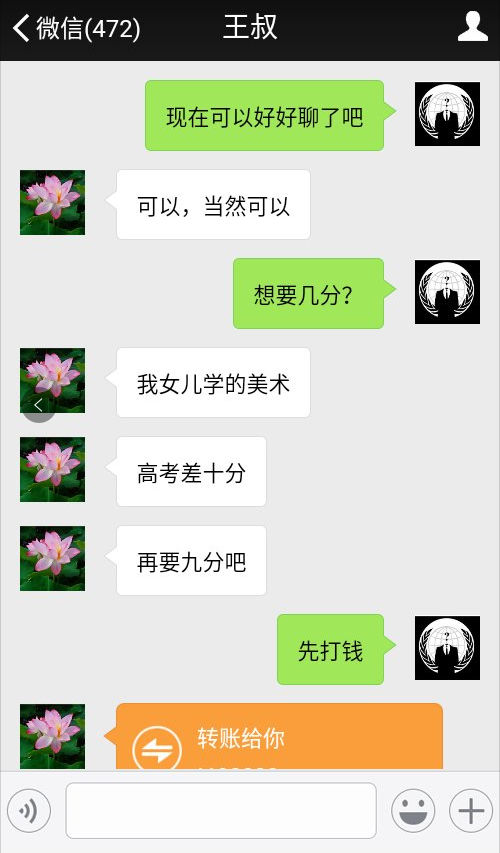 微信(472)
王叔
现在可以好好聊了吧
可以，当然可以
想要几分？
我女儿学的美术
高考差十分
再要九分吧
先打钱
转账给你